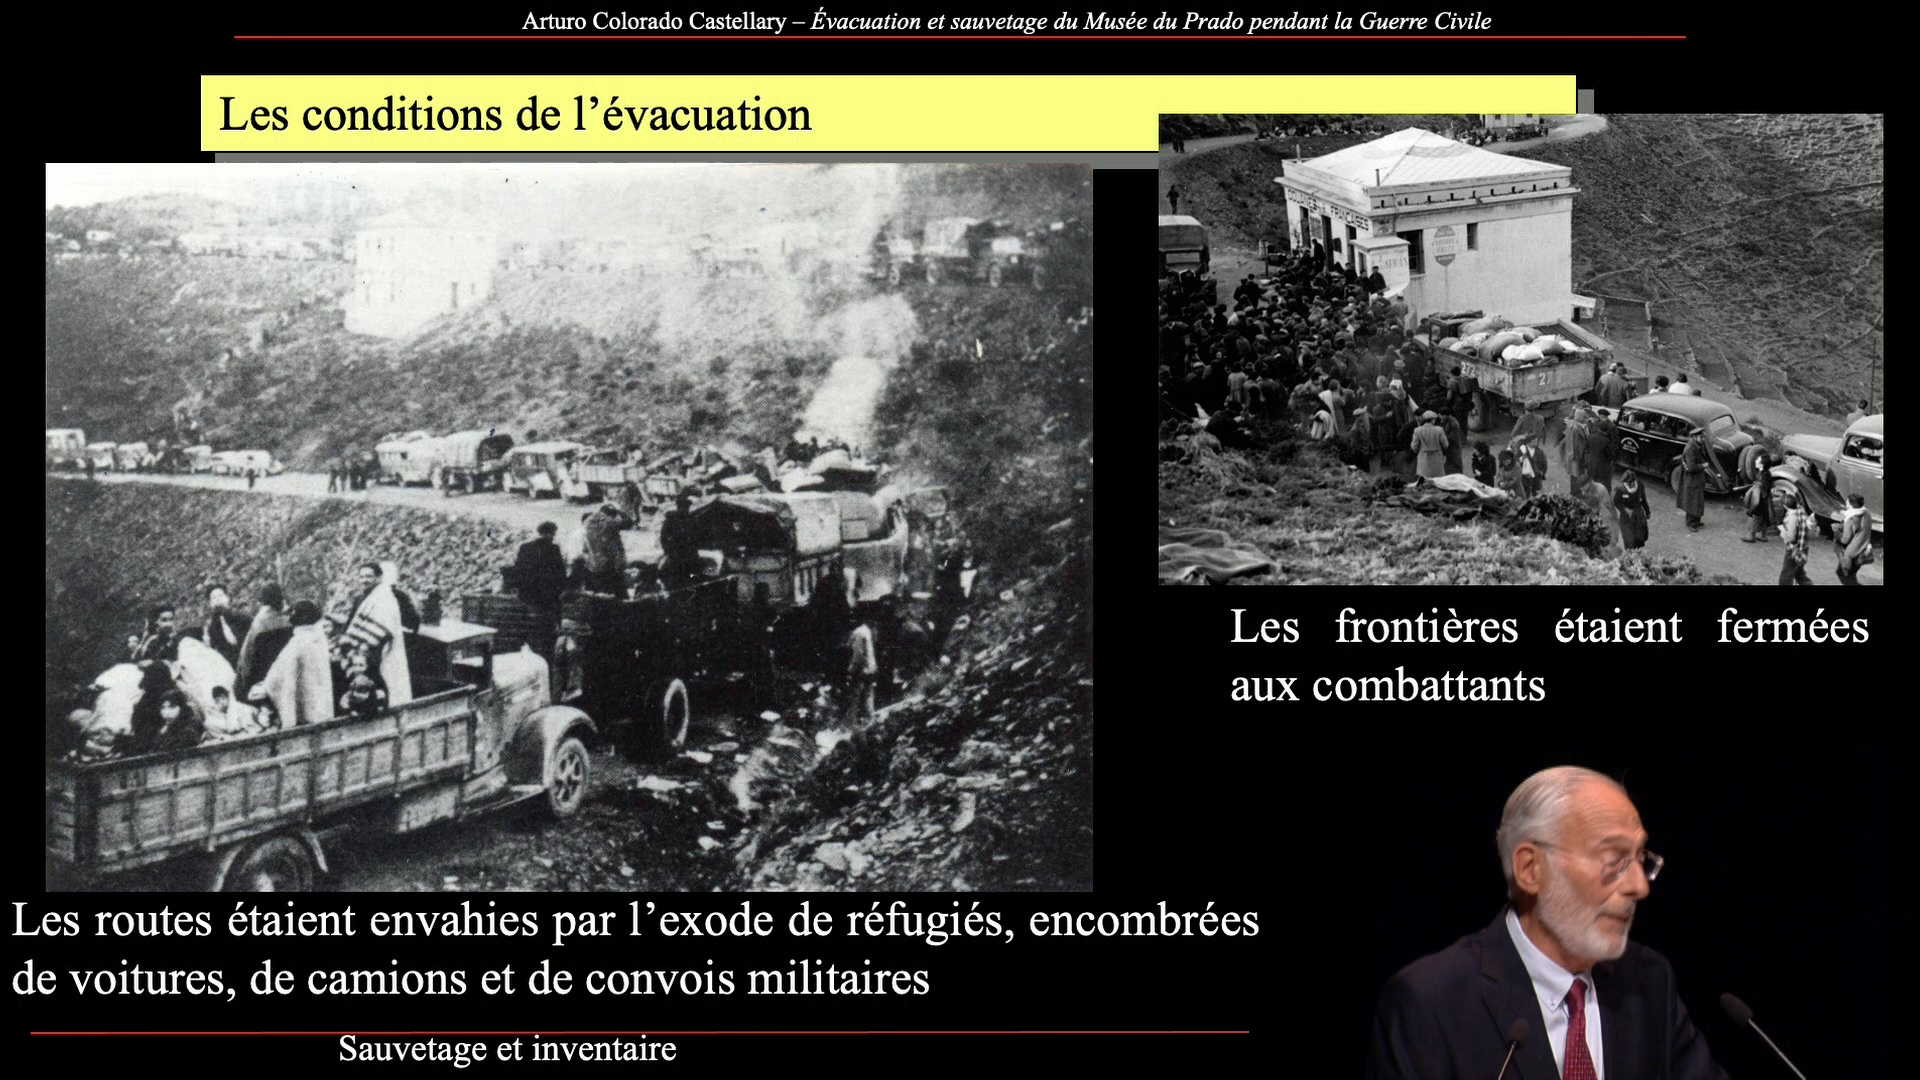 Arturo Colorado Castellary – Évacuation et sauvetage du Musée du Prado pendant la Guerre Civile
Les conditions de l’évacuation
Les frontières étaient fermées
aux combattants
Les routes étaient envahies par l’exode de réfugiés, encombrées
de voitures, de camions et de convois militaires
Sauvetage et inventaire